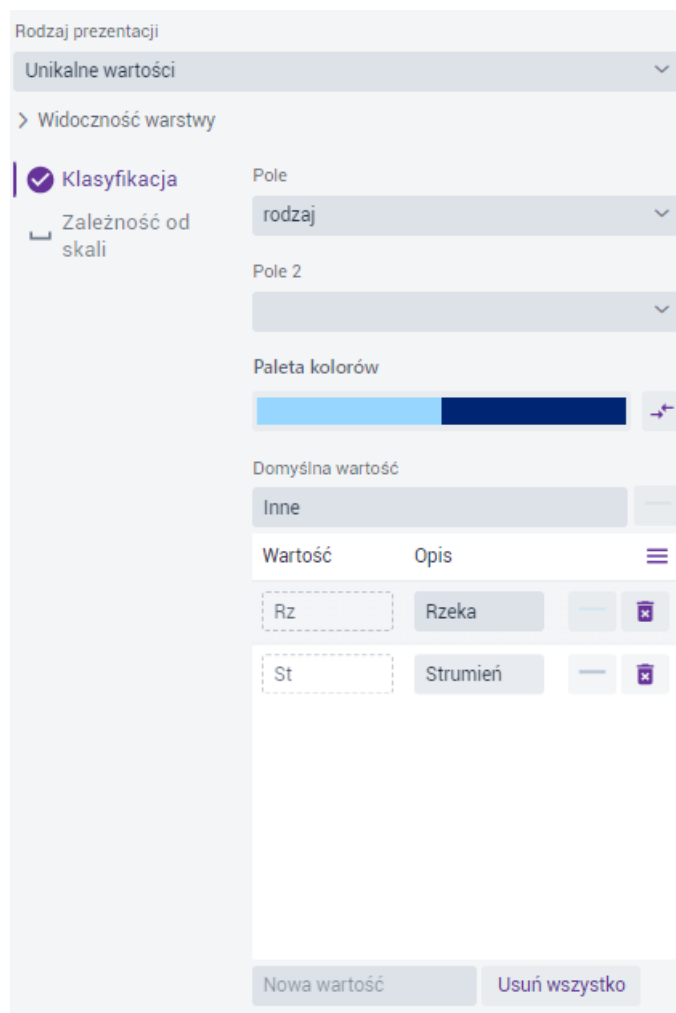 Rodzaj prezentacji
Unikalne wartości
Widoczność warstwy
Klasyfikacja
Zależność od
skali
Pole
rodzaj
Pole 2
Paleta kolorów
Domyślna wartość
Inne
Wartość Opis
Rz Rzeka
St Strumień
Nowa wartość Usuń wszystko